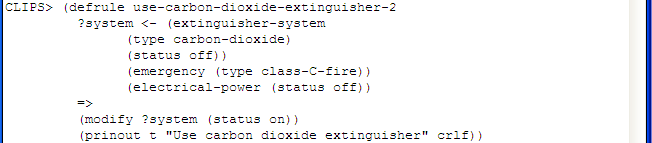 CLIPS> (defrule use-carbon-dioxide-extinguisher-2
?system <- (extinguisher-system
(type carbon-dioxide)
(status off))
(emergency (type class-C-fire))
(electrical-power (status off))
=>
(modify ?system (status on))
(prinout t "Use carbon dioxide extinguisher" crlf))